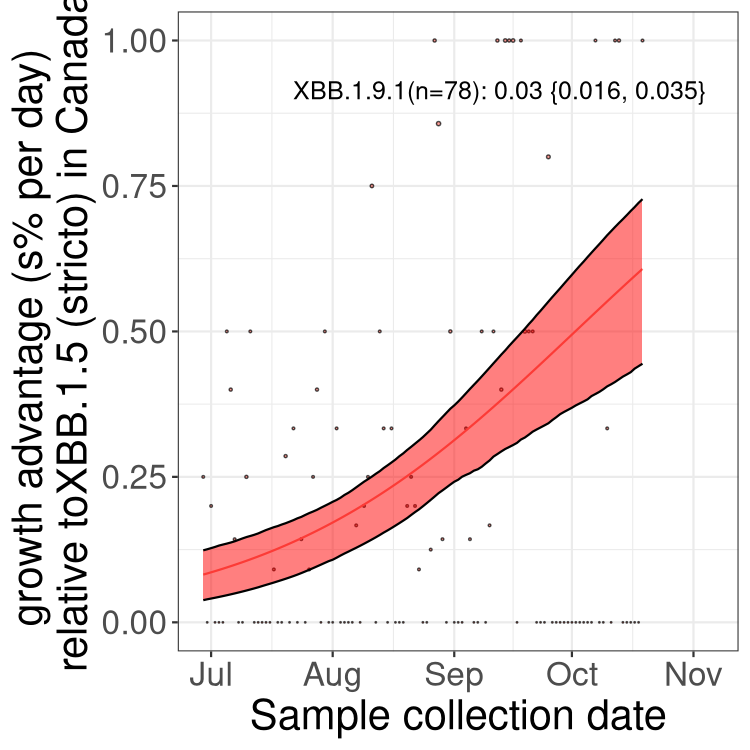 growth advantage (s% per day)
relative toXBB.1.5 (stricto) in Canada
1.00
0.75
0.50
0.25
0.00
XBB.1.9.1(n=78): 0.03 {0.016, 0.035}
Jul Aug Sep Oct Nov
Sample collection date